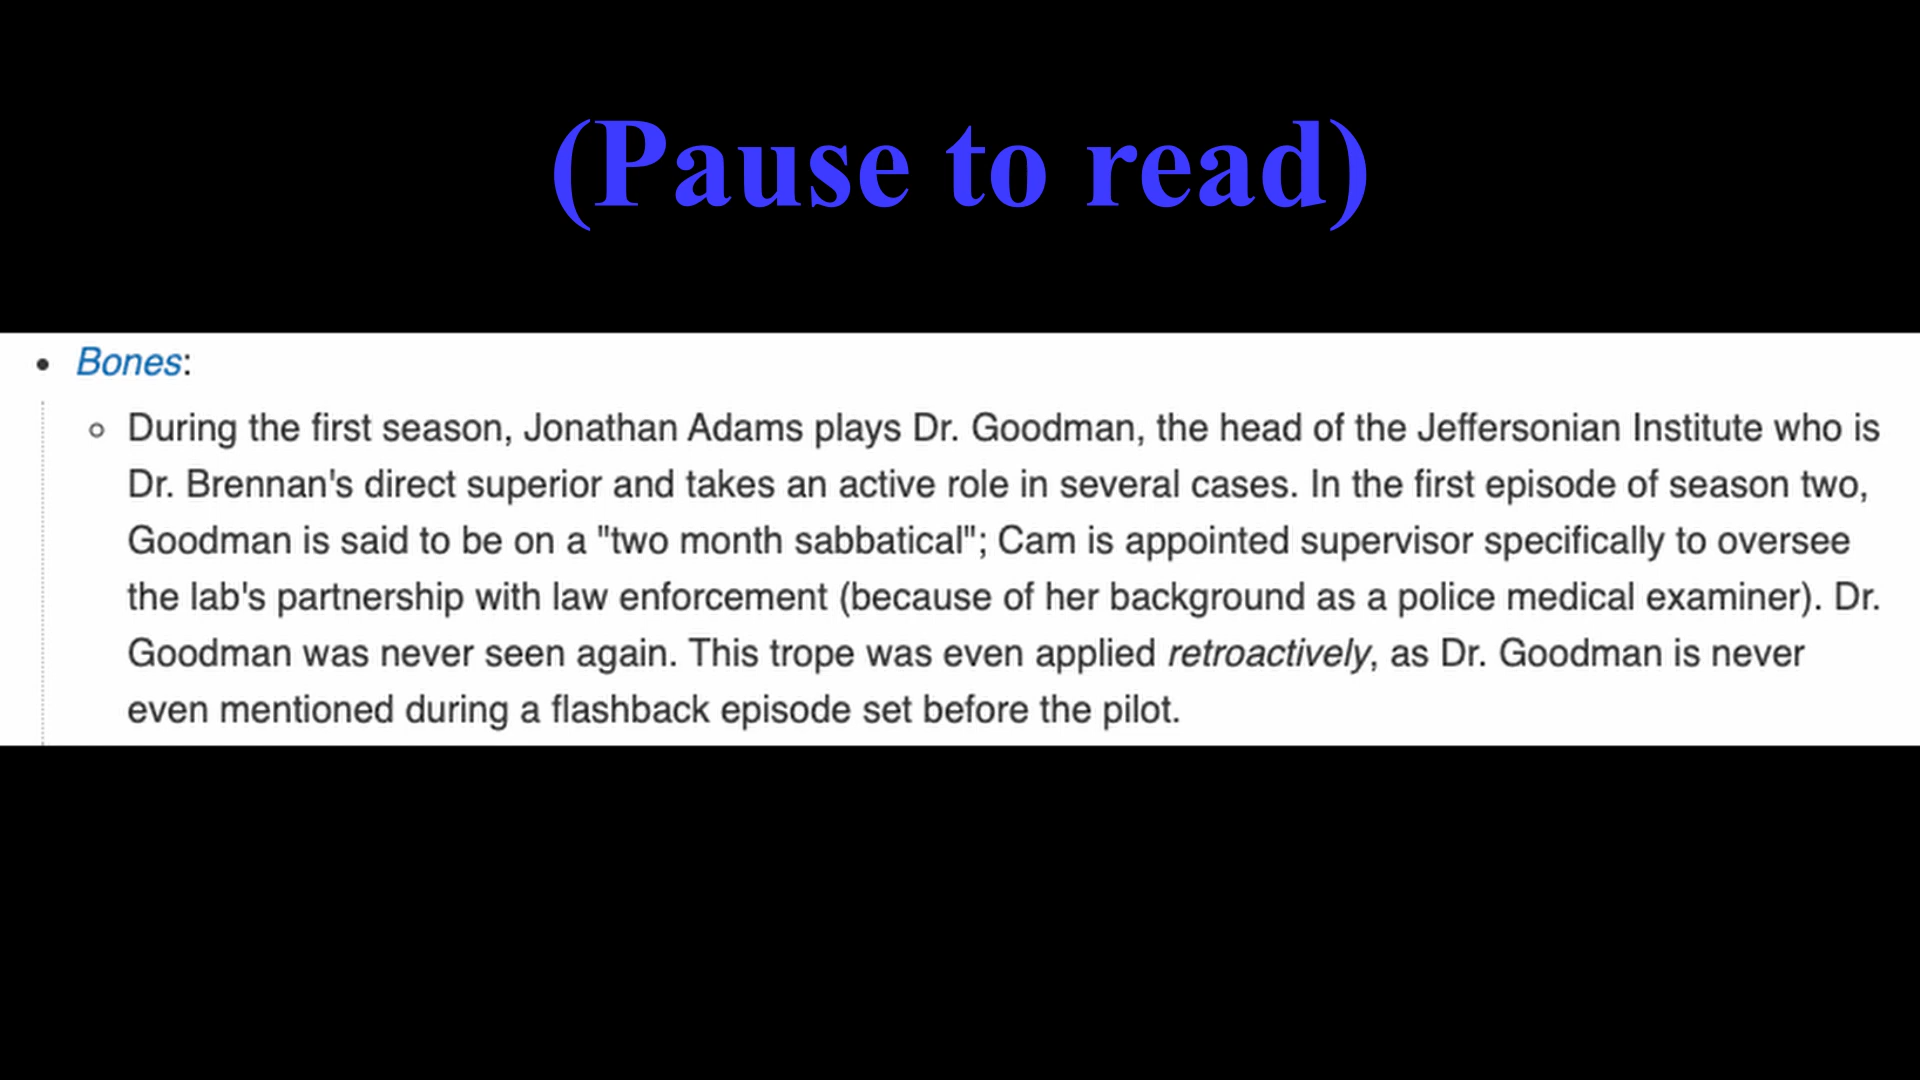 (Pause to read)
• Bones:
○ During the first season, Jonathan Adams plays Dr. Goodman, the head of the Jeffersonian Institute who is
Dr. Brennan's direct superior and takes an active role in several cases. In the first episode of season two,
Goodman is said to be on a "two month sabbatical"; Cam is appointed supervisor specifically to oversee
the lab's partnership with law enforcement (because of her background as a police medical examiner). Dr.
Goodman was never seen again. This trope was even applied retroactively, as Dr. Goodman is never
even mentioned during a flashback episode set before the pilot.